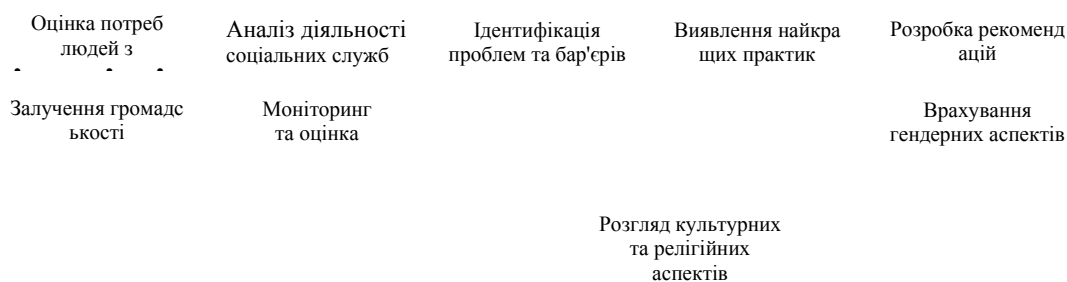 Оцінка потреб
людей з
Аналіз діяльності
соціальних служб
Ідентифікація
проблем та бар'єрів
Виявлення найкра
щих практик
Розробка рекоменд
ацій
Залучення громадс
ькості
Моніторинг
та оцінка
Врахування
гендерних аспектів
Розгляд культурних
та релігійних
аспектів